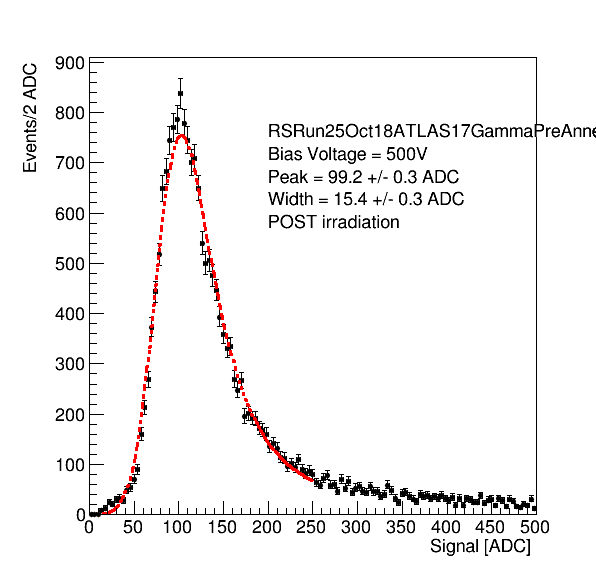 900
800
700
600
500
400
300
200
100
0
Events/2 ADC
RSRun25Oct18ATLAS17GammaPreAnne
Bias Voltage = 500V
Peak = 99.2 +/- 0.3 ADC
Width = 15.4 +/- 0.3 ADC
POST irradiation
0 50 100 150 200 250 300 350 400 450 500
Signal [ADC]